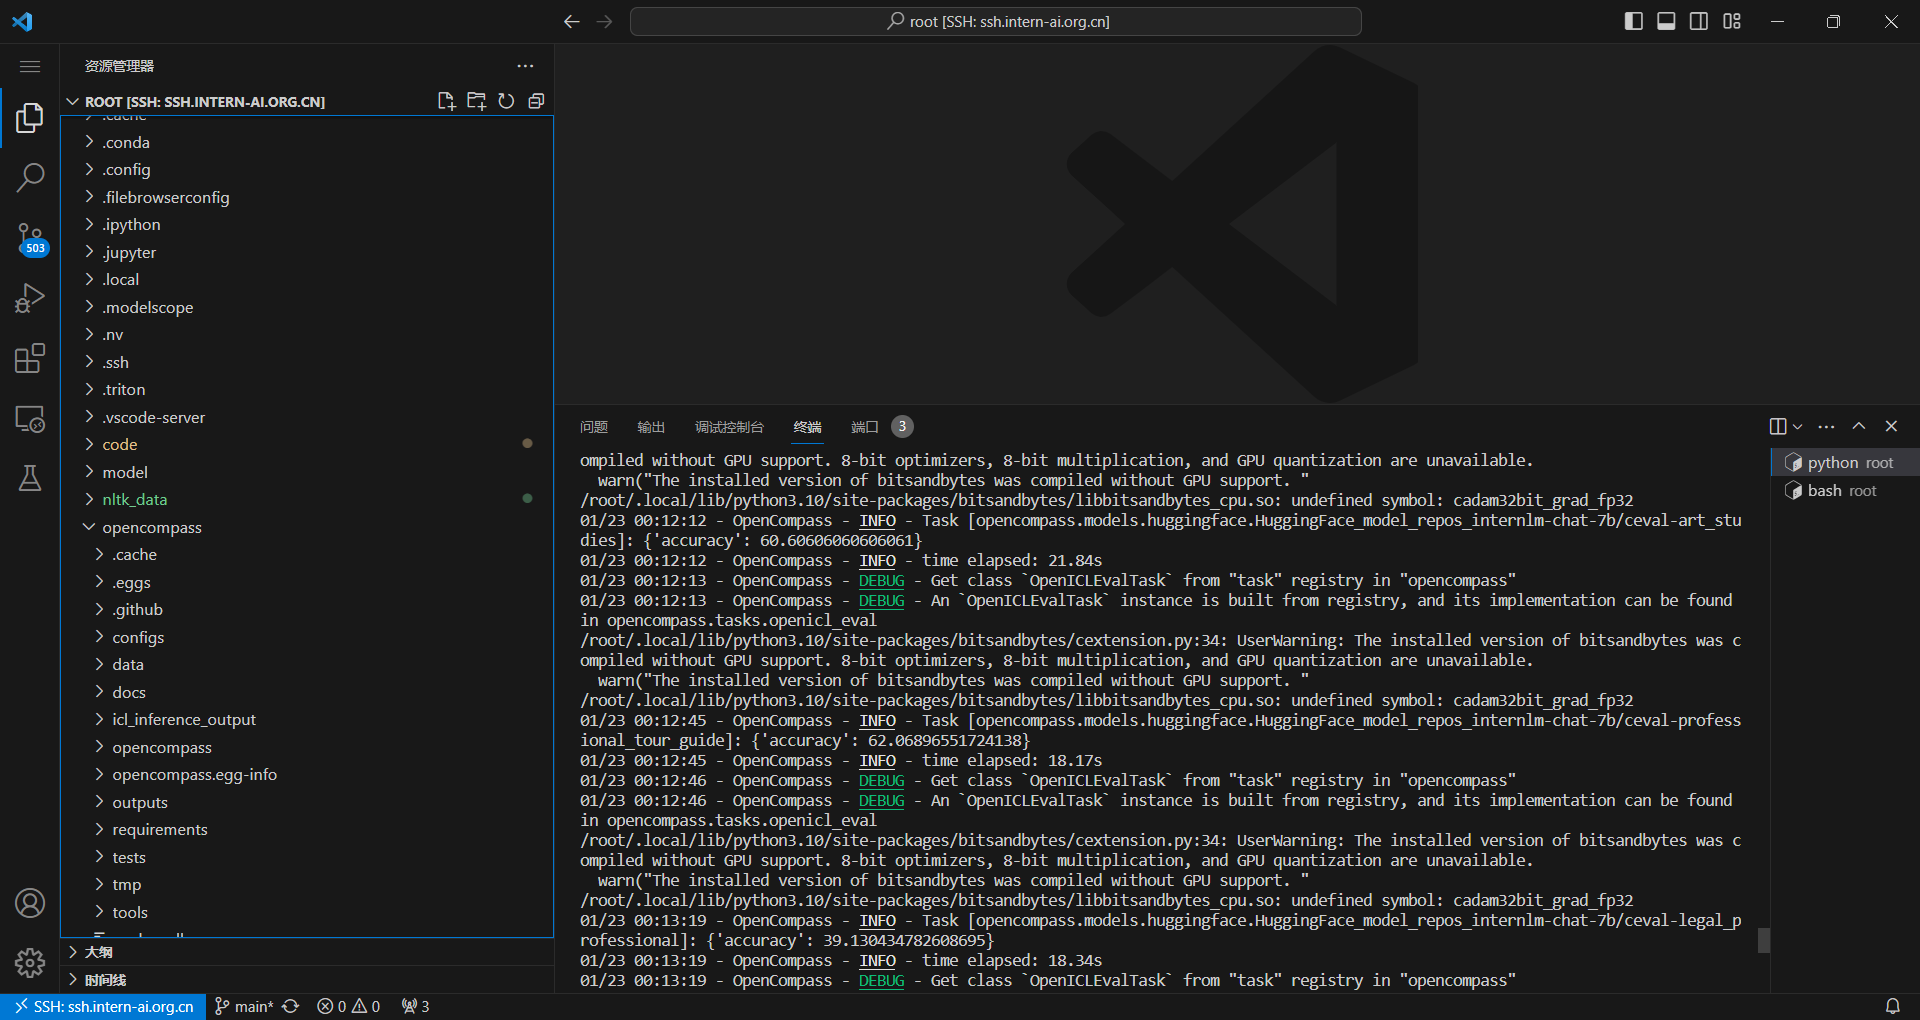 root [SSH: ssh.intern-ai.org.cn]
资源管理器
ROOT [SSH: SSH.INTERN-AI.ORG.CN]
.cache
.conda
.config
.filebrowserconfig
.ipython
.jupyter
.local
.modelscope
.nv
.ssh
.triton
.vscode-server
code
model
nltk_data
opencompass
.cache
.eggs
.github
configs
data
docs
icl_inference_output
opencompass
opencompass.egg-info
outputs
requirements
tests
tmp
tools
大纲
时间线
503
问题 输出 调试控制台 终端 端口 3
ompiled without GPU support. 8-bit optimizers, 8-bit multiplication, and GPU quantization are unavailable.
warn("The installed version of bitsandbytes was compiled without GPU support. "
/root/.local/lib/python3.10/site-packages/bitsandbytes/libbitsandbytes_cpu.so: undefined symbol: cadam32bit_grad_fp32
01/23 00:12:12 - OpenCompass - INFO - Task [opencompass.models.huggingface.HuggingFace_model_repos_internlm-chat-7b/ceval-art_stu
dies]: {'accuracy': 60.60606060606061}
01/23 00:12:12 - OpenCompass - INFO - time elapsed: 21.84s
01/23 00:12:13 - OpenCompass - DEBUG - Get class `OpenICLEvalTask` from "task" registry in "opencompass"
01/23 00:12:13 - OpenCompass - DEBUG - An `OpenICLEvalTask` instance is built from registry, and its implementation can be found
in opencompass.tasks.openicl_eval
/root/.local/lib/python3.10/site-packages/bitsandbytes/cextension.py:34: UserWarning: The installed version of bitsandbytes was c
ompiled without GPU support. 8-bit optimizers, 8-bit multiplication, and GPU quantization are unavailable.
warn("The installed version of bitsandbytes was compiled without GPU support. "
/root/.local/lib/python3.10/site-packages/bitsandbytes/libbitsandbytes_cpu.so: undefined symbol: cadam32bit_grad_fp32
01/23 00:12:45 - OpenCompass - INFO - Task [opencompass.models.huggingface.HuggingFace_model_repos_internlm-chat-7b/ceval-profess
ional_tour_guide]: {'accuracy': 62.06896551724138}
01/23 00:12:45 - OpenCompass - INFO - time elapsed: 18.17s
01/23 00:12:46 - OpenCompass - DEBUG - Get class `OpenICLEvalTask` from "task" registry in "opencompass"
01/23 00:12:46 - OpenCompass - DEBUG - An `OpenICLEvalTask` instance is built from registry, and its implementation can be found
in opencompass.tasks.openicl_eval
/root/.local/lib/python3.10/site-packages/bitsandbytes/cextension.py:34: UserWarning: The installed version of bitsandbytes was c
ompiled without GPU support. 8-bit optimizers, 8-bit multiplication, and GPU quantization are unavailable.
warn("The installed version of bitsandbytes was compiled without GPU support. "
/root/.local/lib/python3.10/site-packages/bitsandbytes/libbitsandbytes_cpu.so: undefined symbol: cadam32bit_grad_fp32
01/23 00:13:19 - OpenCompass - INFO - Task [opencompass.models.huggingface.HuggingFace_model_repos_internlm-chat-7b/ceval-legal_p
rofessional]: {'accuracy': 39.130434782608695}
01/23 00:13:19 - OpenCompass - INFO - time elapsed: 18.34s
01/23 00:13:19 - OpenCompass - DEBUG - Get class `OpenICLEvalTask` from "task" registry in "opencompass"
python root
bash root
SSH: ssh.intern-ai.org.cn main* 0 0 3